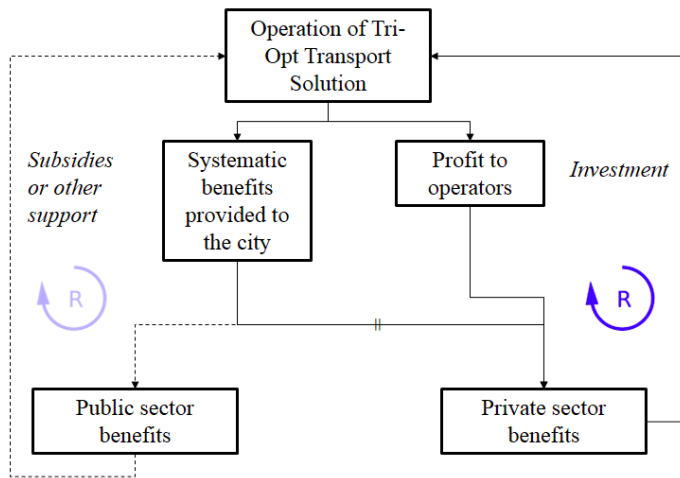 Operation of Tri-
Opt Transport
Solution
Subsidies
or other
support
Systematic
benefits
provided to
the city
Profit to
operators
Investment
R
R
Public sector
benefits
Private sector
benefits